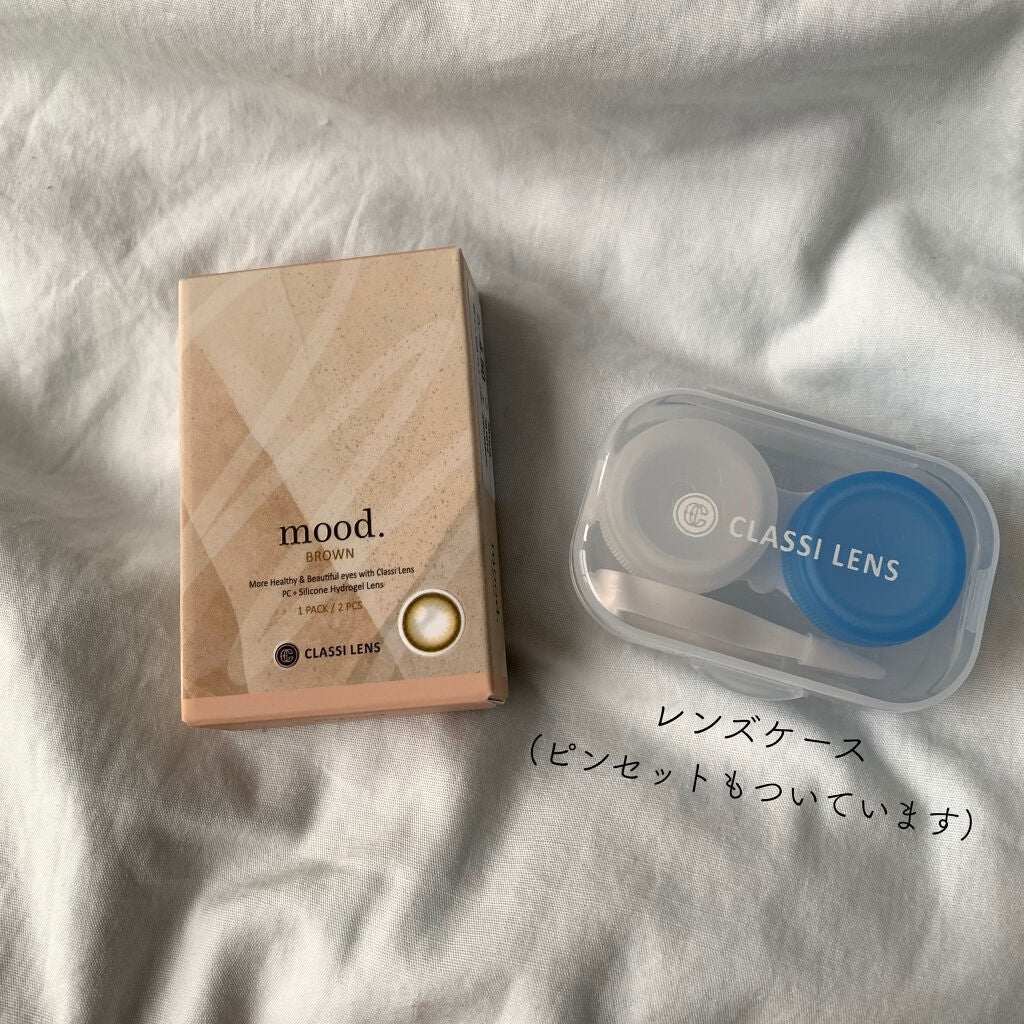 mood.
BROWN
More Healthy & Beautiful eyes with Classi Lens
PC + Silicone Hydrogel Lens
1 PACK / 2 PCS
CLASSI LENS
CLASSI LENS
レンズケース
(ピンセットもついています)